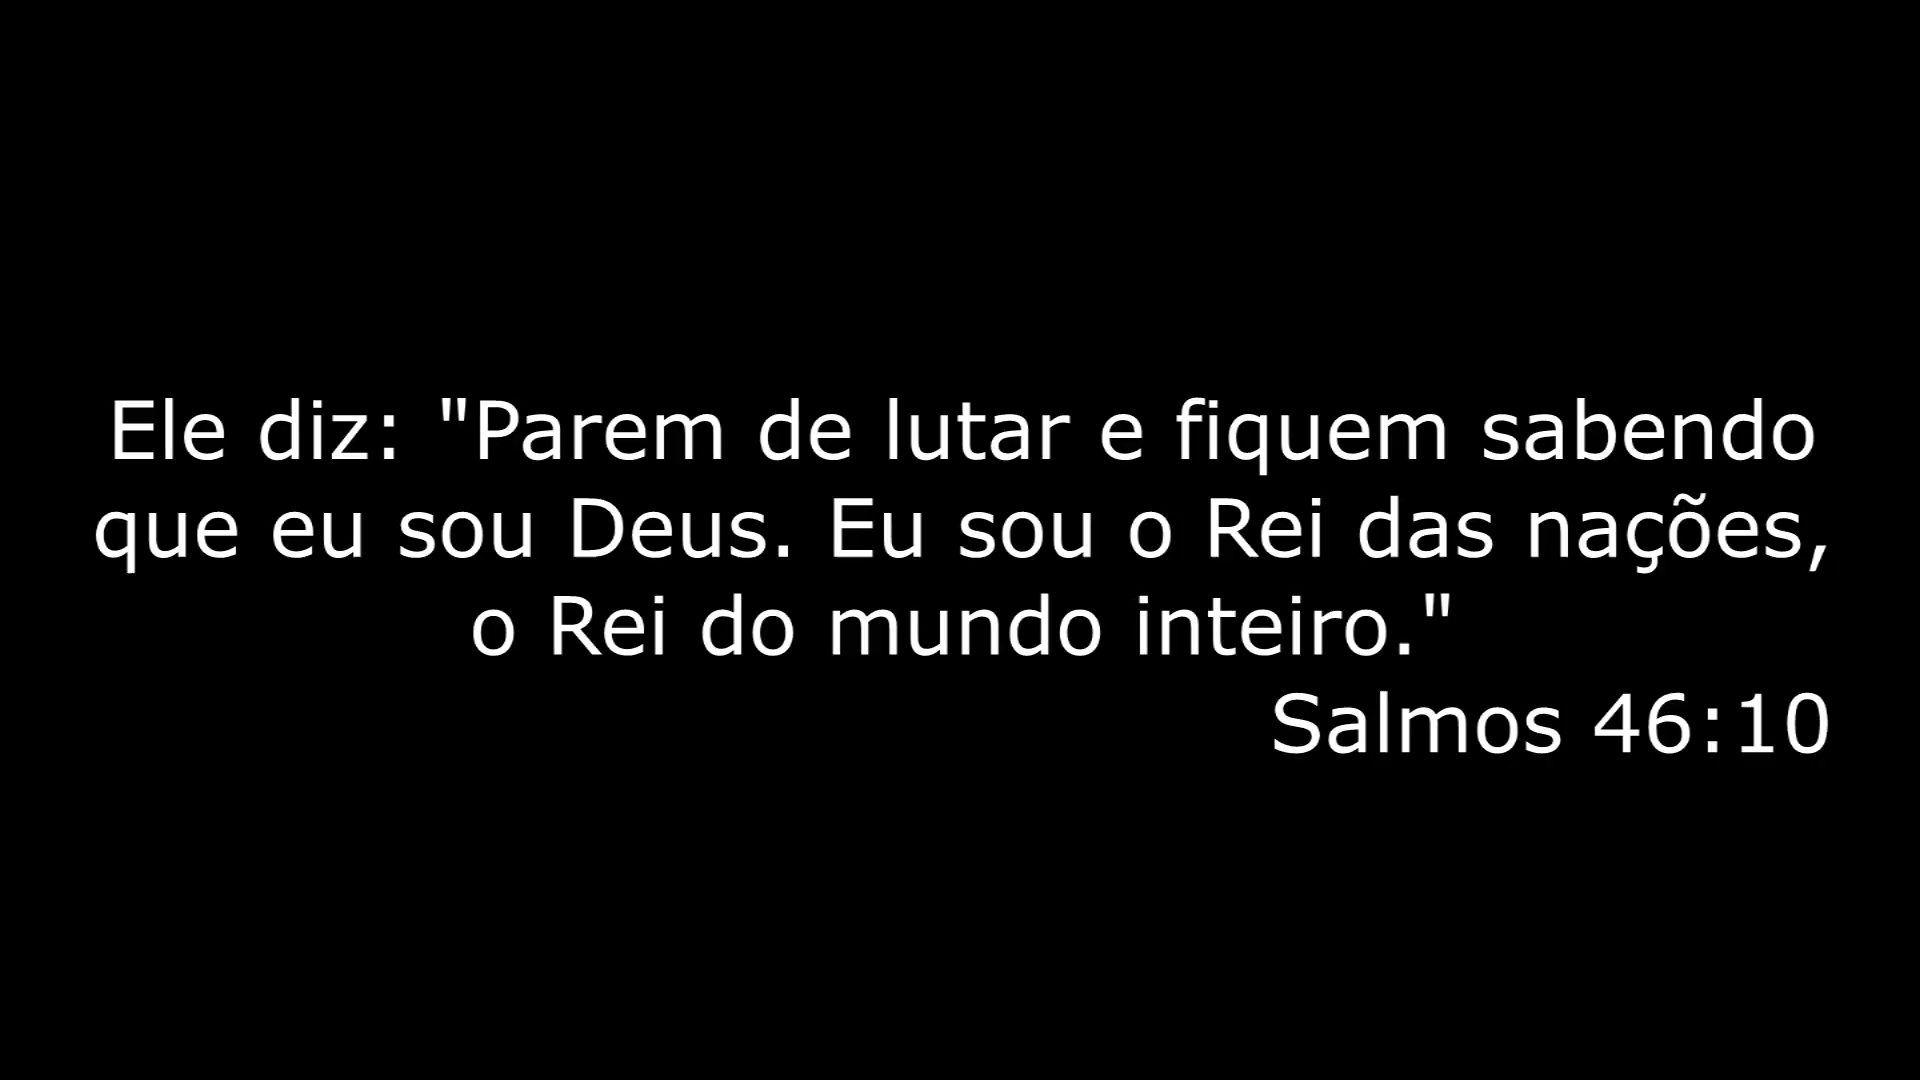 Ele diz: "Parem de lutar e fiquem sabendo
que eu sou Deus. Eu sou o Rei das nações,
o Rei do mundo inteiro."
Salmos 46:10